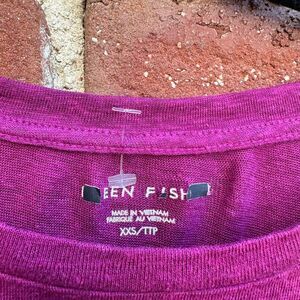 EEN FISH
MADE IN VIETNAM
FABRIQUÉ AU VIETNAM
XXS/TTP